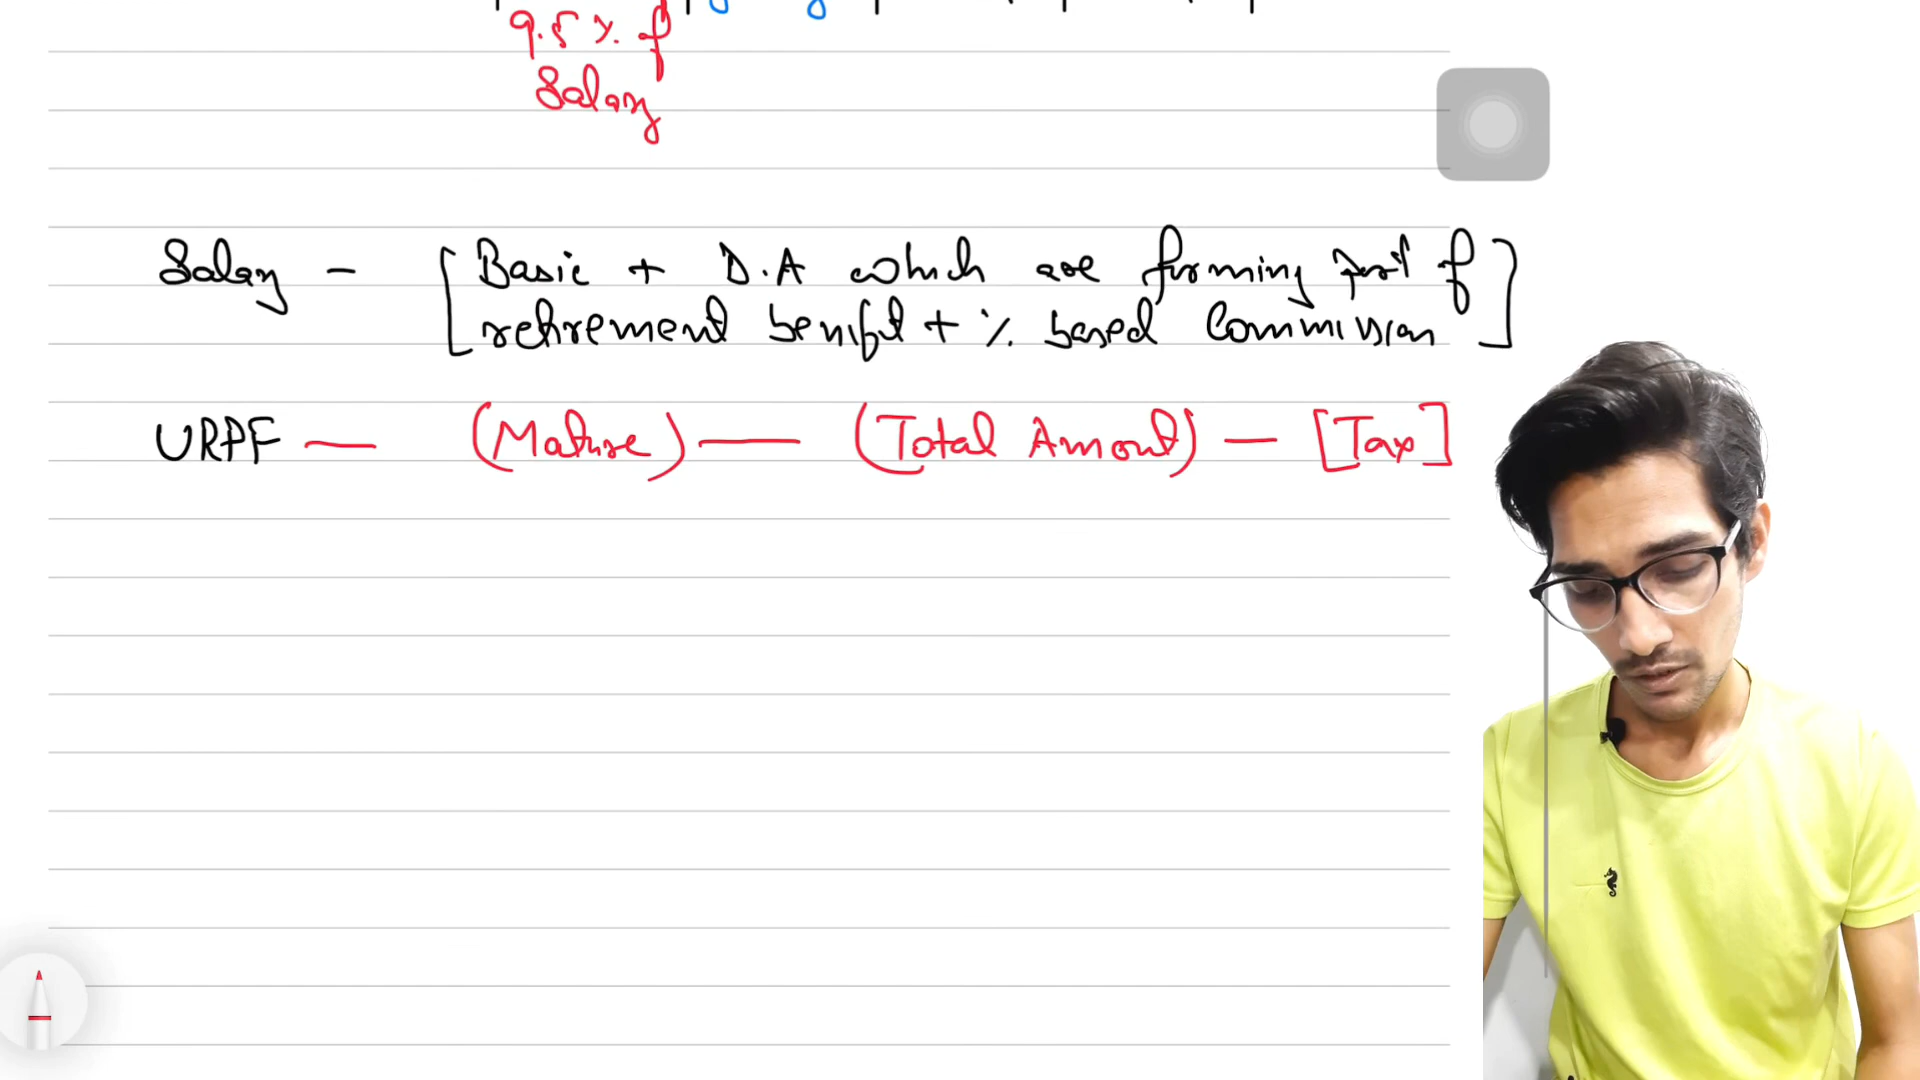 9.5 % of
Salary
Salary - [Basic + D.A which are forming part of
retirement benifit + % based Commission]
URPF — (Mature) — (Total Amount) — [Tax]